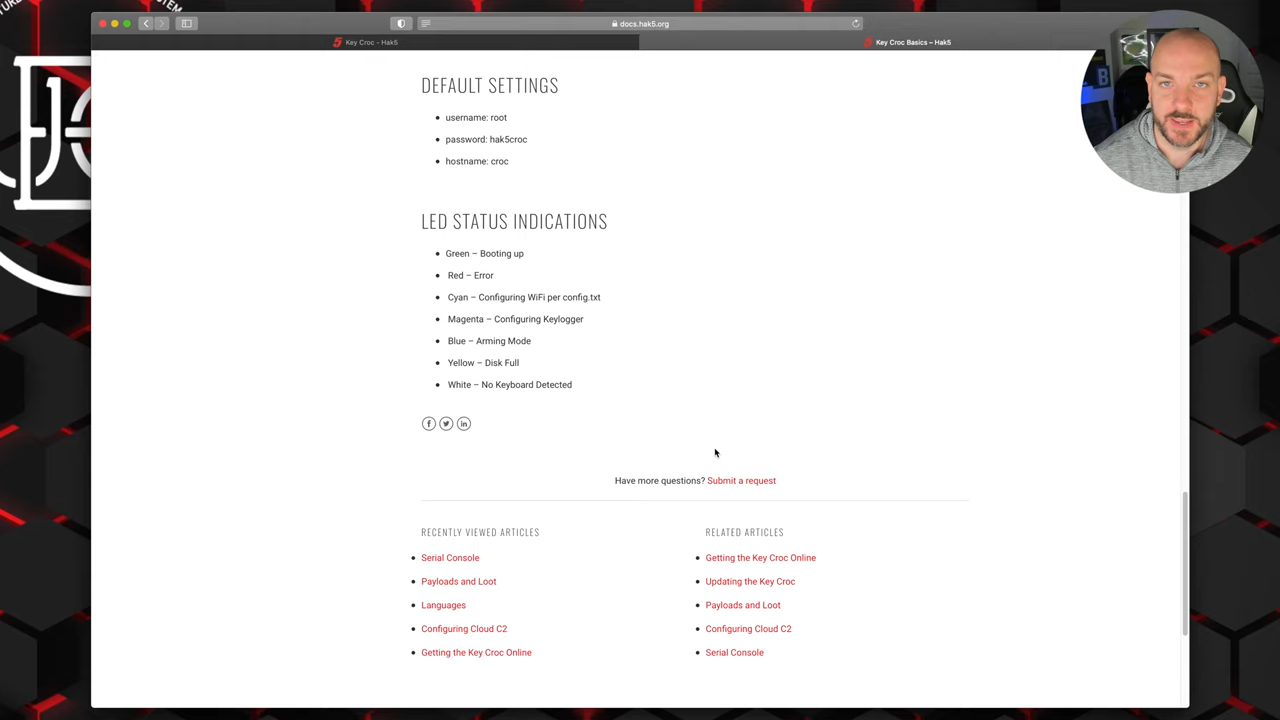 docs.hak5.org
Key Croc - Hak5
Key Croc Basics – Hak5
DEFAULT SETTINGS
username: root
password: hak5croc
hostname: croc
LED STATUS INDICATIONS
Green – Booting up
Red – Error
Cyan – Configuring WiFi per config.txt
Magenta – Configuring Keylogger
Blue – Arming Mode
Yellow – Disk Full
White – No Keyboard Detected
Have more questions? Submit a request
RECENTLY VIEWED ARTICLES
Serial Console
Payloads and Loot
Languages
Configuring Cloud C2
Getting the Key Croc Online
RELATED ARTICLES
Getting the Key Croc Online
Updating the Key Croc
Payloads and Loot
Configuring Cloud C2
Serial Console